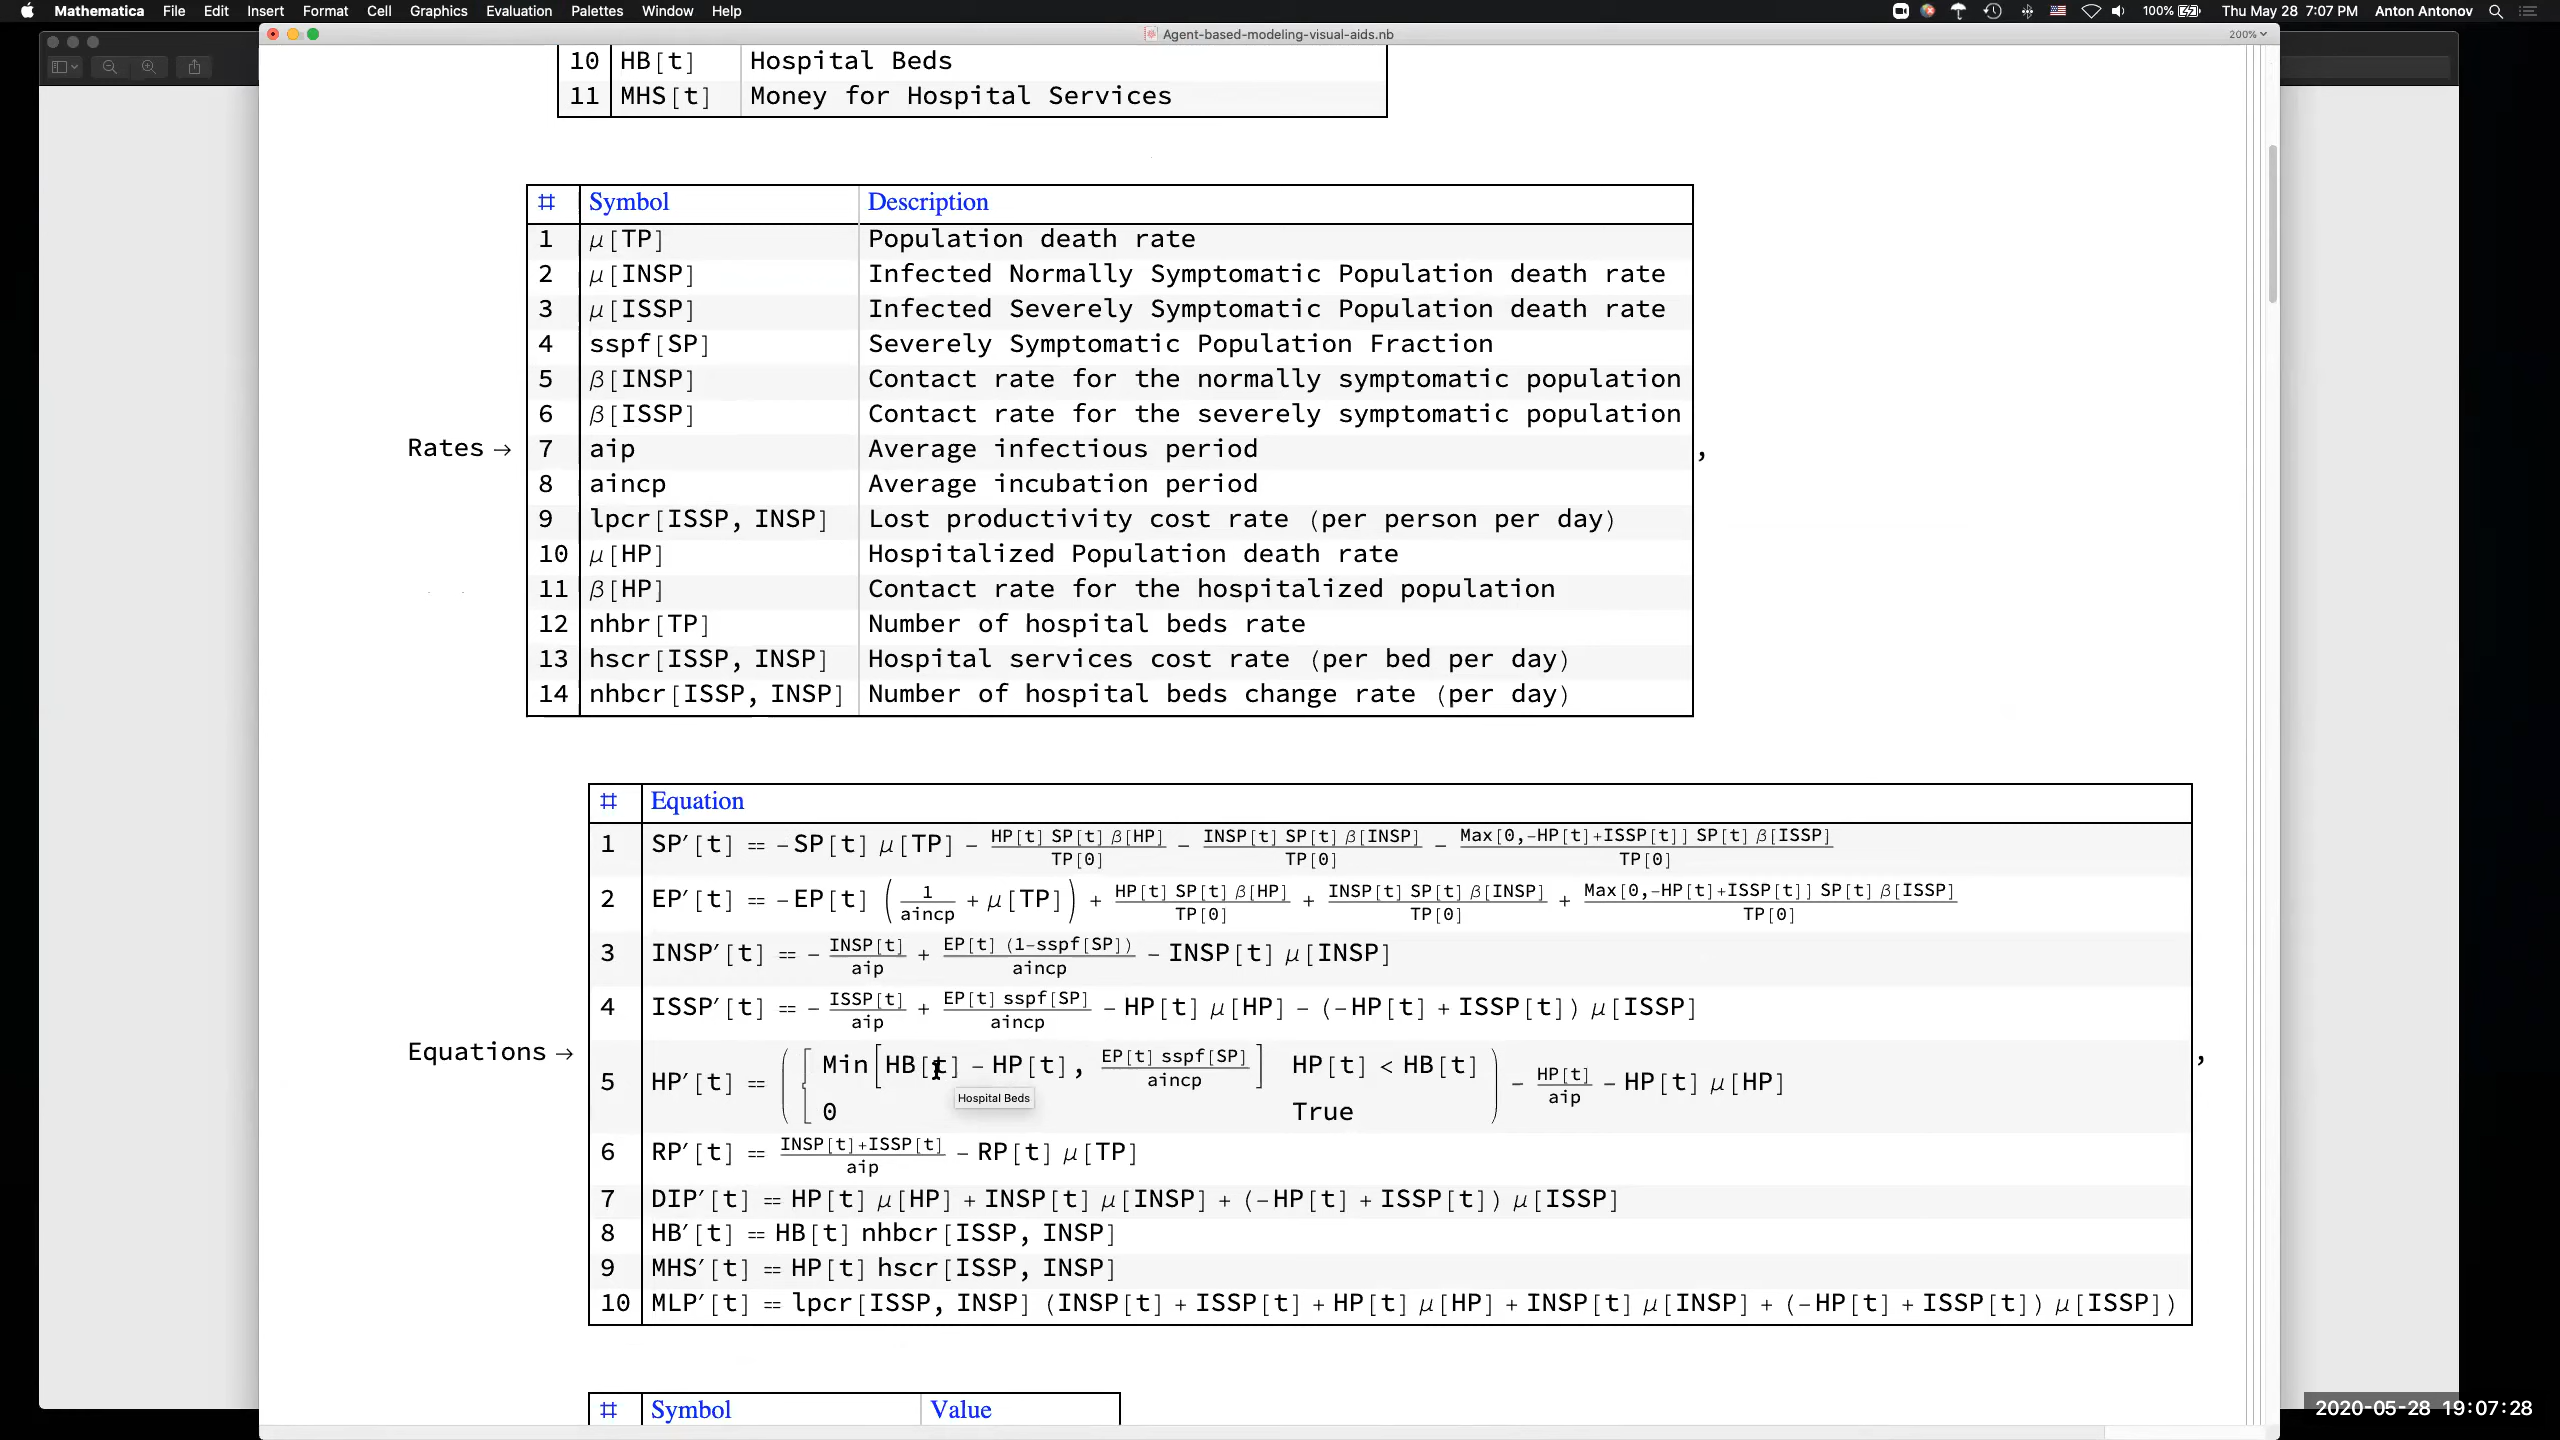 Mathematica File Edit Insert Format Cell Graphics Evaluation Palettes Window Help 100% Thu May 28 7:07 PM Anton Antonov
Agent-based-modeling-visual-aids.nb 200%
10 HB[t] Hospital Beds
11 MHS[t] Money for Hospital Services
# Symbol Description
1 μ[TP] Population death rate
2 μ[INSP] Infected Normally Symptomatic Population death rate
3 μ[ISSP] Infected Severely Symptomatic Population death rate
4 sspf[SP] Severely Symptomatic Population Fraction
5 β[INSP] Contact rate for the normally symptomatic population
6 β[ISSP] Contact rate for the severely symptomatic population
Rates → 7 aip Average infectious period ,
8 aincp Average incubation period
9 lpcr[ISSP, INSP] Lost productivity cost rate (per person per day)
10 μ[HP] Hospitalized Population death rate
11 β[HP] Contact rate for the hospitalized population
12 nhbr[TP] Number of hospital beds rate
13 hscr[ISSP, INSP] Hospital services cost rate (per bed per day)
14 nhbcr[ISSP, INSP] Number of hospital beds change rate (per day)
# Equation
1 SP′[t] == -SP[t] μ[TP] - HP[t] SP[t] β[HP]/TP[0] - INSP[t] SP[t] β[INSP]/TP[0] - Max[0,-HP[t]+ISSP[t]] SP[t] β[ISSP]/TP[0]
2 EP′[t] == -EP[t] (1/aincp + μ[TP]) + HP[t] SP[t] β[HP]/TP[0] + INSP[t] SP[t] β[INSP]/TP[0] + Max[0,-HP[t]+ISSP[t]] SP[t] β[ISSP]/TP[0]
3 INSP′[t] == - INSP[t]/aip + EP[t] (1-sspf[SP])/aincp - INSP[t] μ[INSP]
4 ISSP′[t] == - ISSP[t]/aip + EP[t] sspf[SP]/aincp - HP[t] μ[HP] - (-HP[t] + ISSP[t]) μ[ISSP]
Equations → ,
5 HP′[t] == ({ Min[HB[t] - HP[t], EP[t] sspf[SP]/aincp] HP[t] < HB[t]
0 True ) - HP[t]/aip - HP[t] μ[HP]
Hospital Beds
6 RP′[t] == INSP[t]+ISSP[t]/aip - RP[t] μ[TP]
7 DIP′[t] == HP[t] μ[HP] + INSP[t] μ[INSP] + (-HP[t] + ISSP[t]) μ[ISSP]
8 HB′[t] == HB[t] nhbcr[ISSP, INSP]
9 MHS′[t] == HP[t] hscr[ISSP, INSP]
10 MLP′[t] == lpcr[ISSP, INSP] (INSP[t] + ISSP[t] + HP[t] μ[HP] + INSP[t] μ[INSP] + (-HP[t] + ISSP[t]) μ[ISSP])
# Symbol Value
2020-05-28 19:07:28